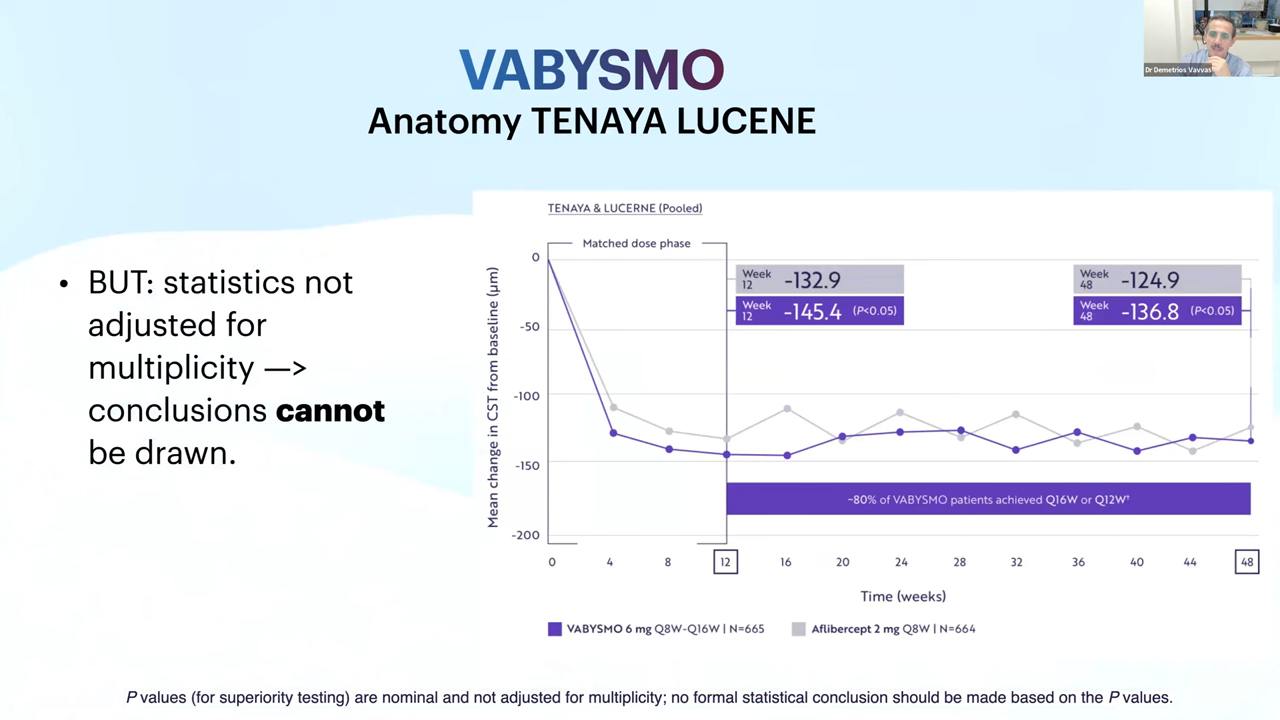 Dr Demetrios Vavvas
VABYSMO
Anatomy TENAYA LUCENE
• BUT: statistics not
adjusted for
multiplicity —>
conclusions cannot
be drawn.
TENAYA & LUCERNE (Pooled)
Matched dose phase
Mean change in CST from baseline (μm)
0
-50
-100
-150
-200
Week
12
-132.9
Week
12
-145.4 (P<0.05)
Week
48
-124.9
Week
48
-136.8 (P<0.05)
~80% of VABYSMO patients achieved Q16W or Q12W†
0 4 8 12 16 20 24 28 32 36 40 44 48
Time (weeks)
VABYSMO 6 mg Q8W-Q16W | N=665
Aflibercept 2 mg Q8W | N=664
P values (for superiority testing) are nominal and not adjusted for multiplicity; no formal statistical conclusion should be made based on the P values.